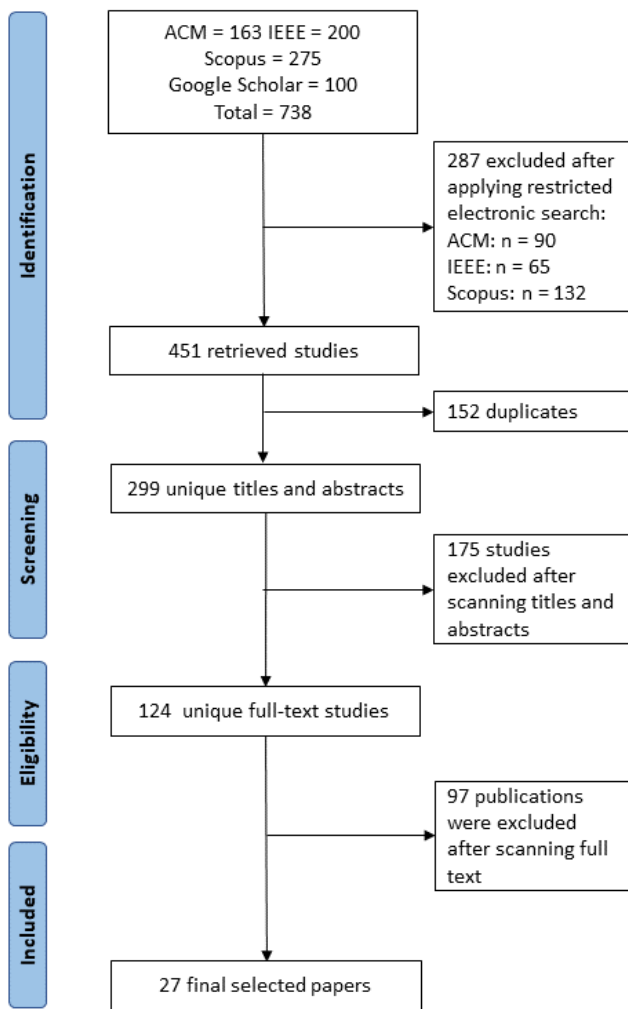 ACM = 163 IEEE = 200
Scopus = 275
Google Scholar = 100
Total = 738
Identification
287 excluded after
applying restricted
electronic search:
ACM: n = 90
IEEE: n = 65
Scopus: n = 132
451 retrieved studies
152 duplicates
Screening
299 unique titles and abstracts
175 studies
excluded after
scanning titles and
abstracts
Eligibility
124 unique full-text studies
97 publications
were excluded
after scanning full
text
Included
27 final selected papers